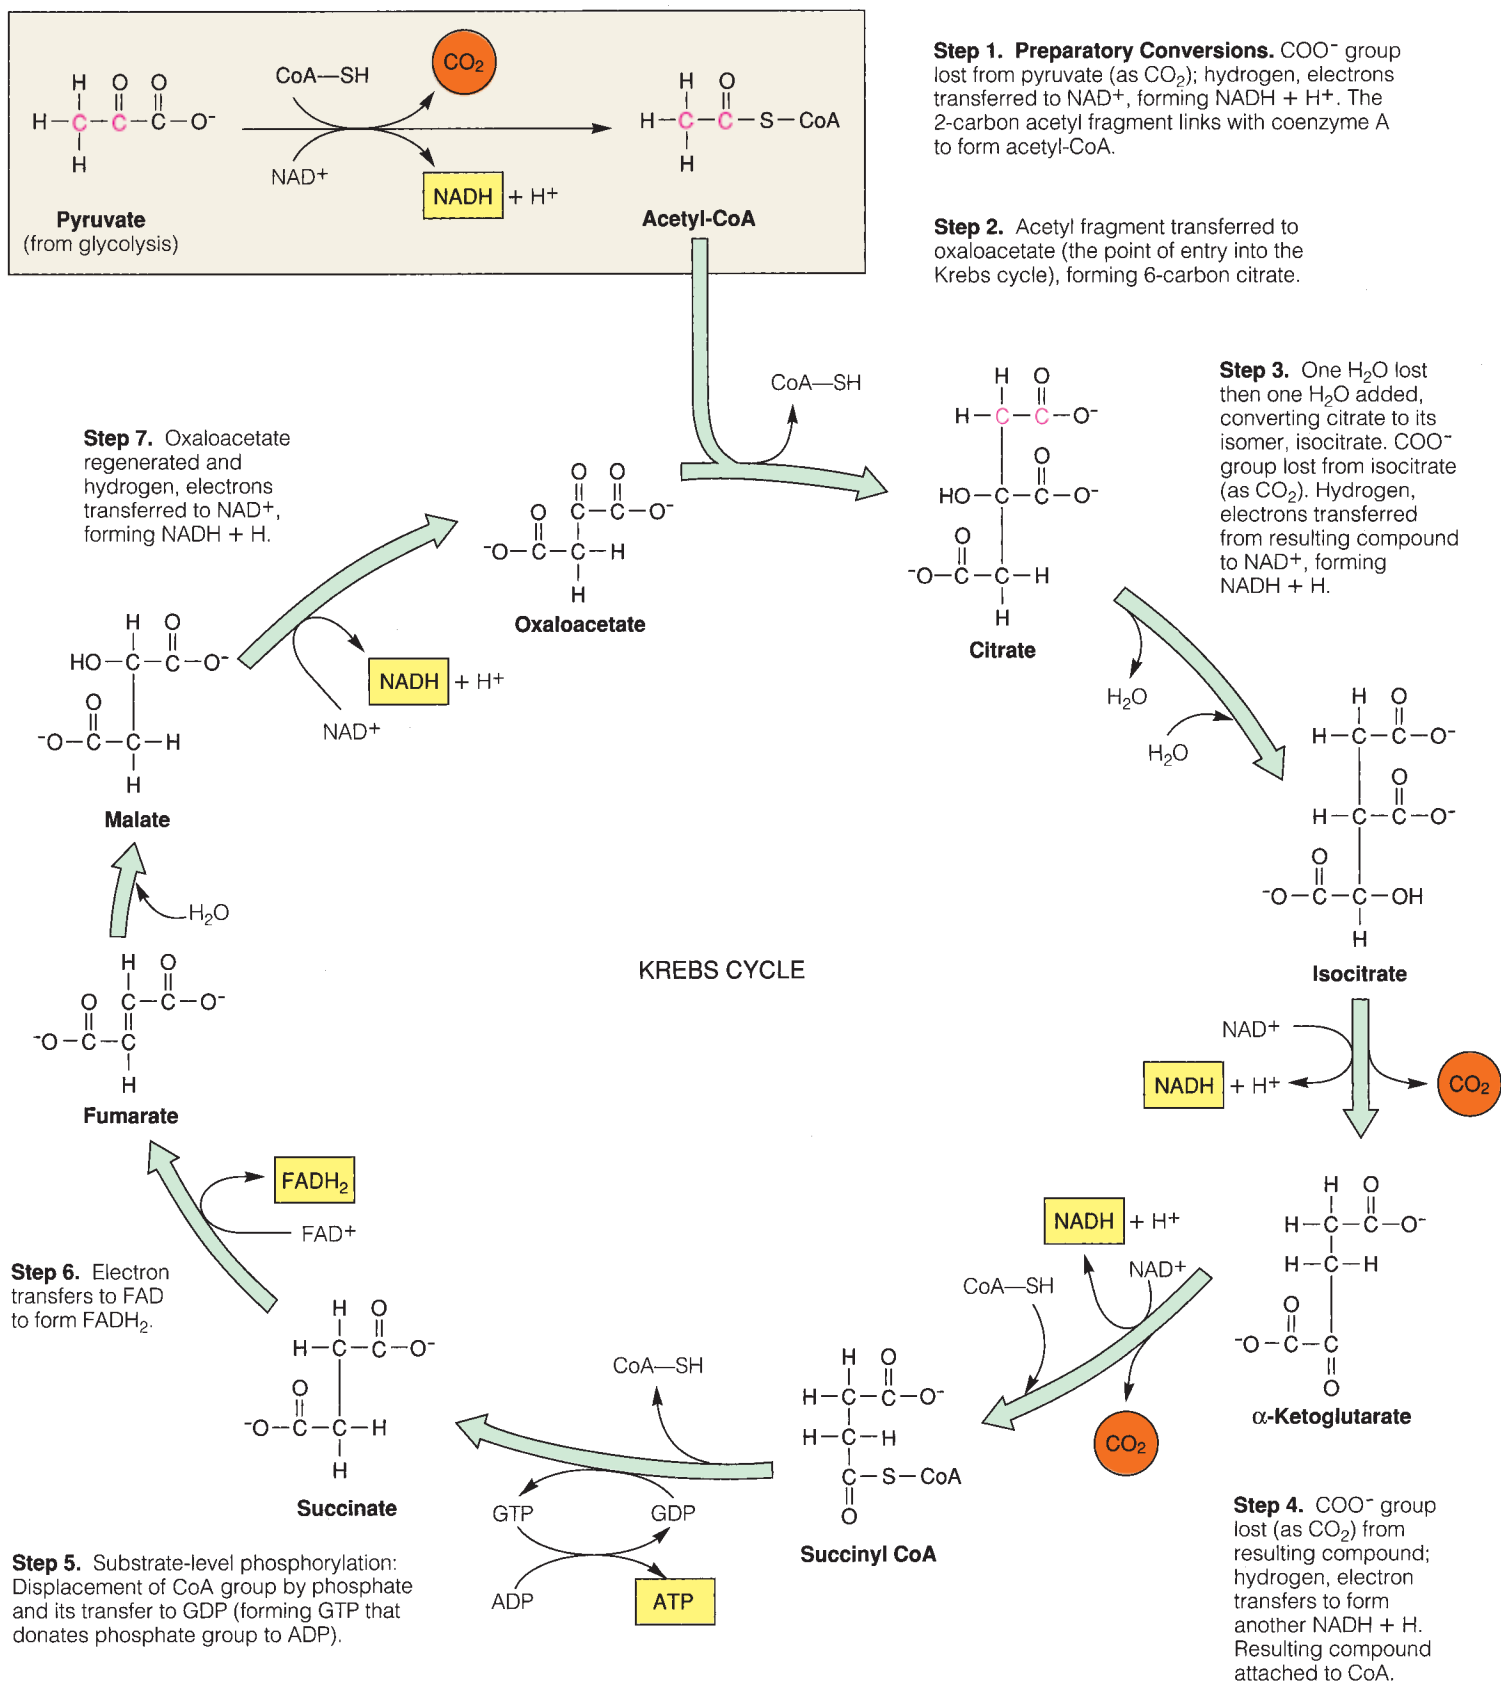 CoA—SH
CO2
H O O
H—C—C—C—O-
H
NAD+
NADH + H+
Pyruvate
(from glycolysis)
H O
H—C—C—S—CoA
H
Acetyl-CoA
Step 1. Preparatory Conversions. COO- group
lost from pyruvate (as CO2); hydrogen, electrons
transferred to NAD+, forming NADH + H+. The
2-carbon acetyl fragment links with coenzyme A
to form acetyl-CoA.
Step 2. Acetyl fragment transferred to
oxaloacetate (the point of entry into the
Krebs cycle), forming 6-carbon citrate.
CoA—SH
H O
H—C—C—O-
O
HO—C—C—O-
O
-O—C—C—H
H
Citrate
Step 3. One H2O lost
then one H2O added,
converting citrate to its
isomer, isocitrate. COO-
group lost from isocitrate
(as CO2). Hydrogen,
electrons transferred
from resulting compound
to NAD+, forming
NADH + H.
Step 7. Oxaloacetate
regenerated and
hydrogen, electrons
transferred to NAD+,
forming NADH + H.
O O
O C—C—O-
-O—C—C—H
H
Oxaloacetate
H O
HO—C—C—O-
O
-O—C—C—H
H
Malate
NADH + H+
NAD+
H2O
H2O
H O
H—C—C—O-
O
H—C—C—O-
O
-O—C—C—OH
H
Isocitrate
H2O
H O
O C—C—O-
-O—C—C
H
Fumarate
KREBS CYCLE
NAD+
NADH + H+
CO2
FADH2
FAD+
Step 6. Electron
transfers to FAD
to form FADH2.
H O
H—C—C—O-
O
-O—C—C—H
H
Succinate
NADH + H+
CoA—SH
NAD+
CO2
H O
H—C—C—O-
H—C—H
O
-O—C—C
O
α-Ketoglutarate
CoA—SH
GTP
GDP
ADP
ATP
H O
H—C—C—O-
H—C—H
C—S—CoA
O
Succinyl CoA
Step 5. Substrate-level phosphorylation:
Displacement of CoA group by phosphate
and its transfer to GDP (forming GTP that
donates phosphate group to ADP).
Step 4. COO- group
lost (as CO2) from
resulting compound;
hydrogen, electron
transfers to form
another NADH + H.
Resulting compound
attached to CoA.